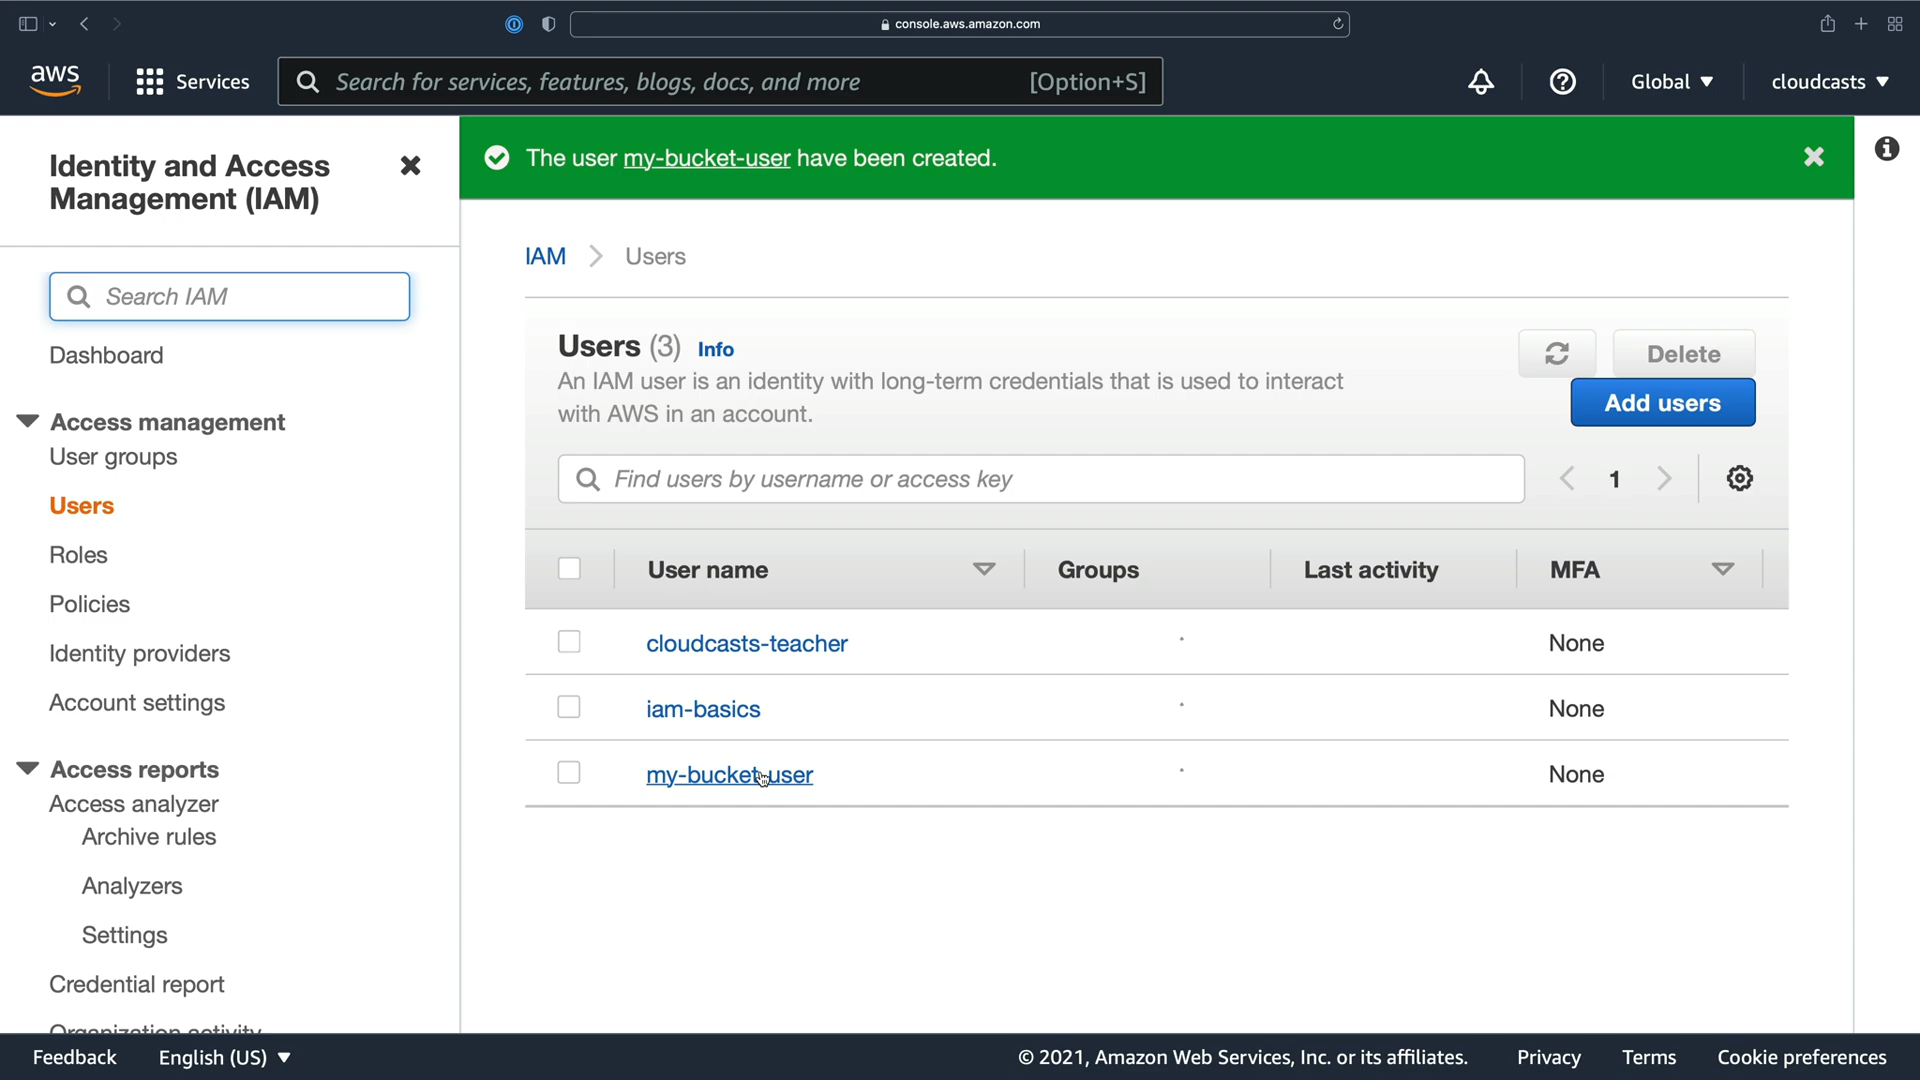 console.aws.amazon.com
aws
Services
Search for services, features, blogs, docs, and more
[Option+S]
Global
cloudcasts
Identity and Access
Management (IAM)
Search IAM
Dashboard
Access management
User groups
Users
Roles
Policies
Identity providers
Account settings
Access reports
Access analyzer
Archive rules
Analyzers
Settings
Credential report
Organization activity
The user my-bucket-user have been created.
IAM
Users
Users (3) Info
An IAM user is an identity with long-term credentials that is used to interact
with AWS in an account.
Delete
Add users
Find users by username or access key
1
User name
Groups
Last activity
MFA
cloudcasts-teacher
None
iam-basics
None
my-bucket-user
None
Feedback
English (US)
© 2021, Amazon Web Services, Inc. or its affiliates.
Privacy
Terms
Cookie preferences